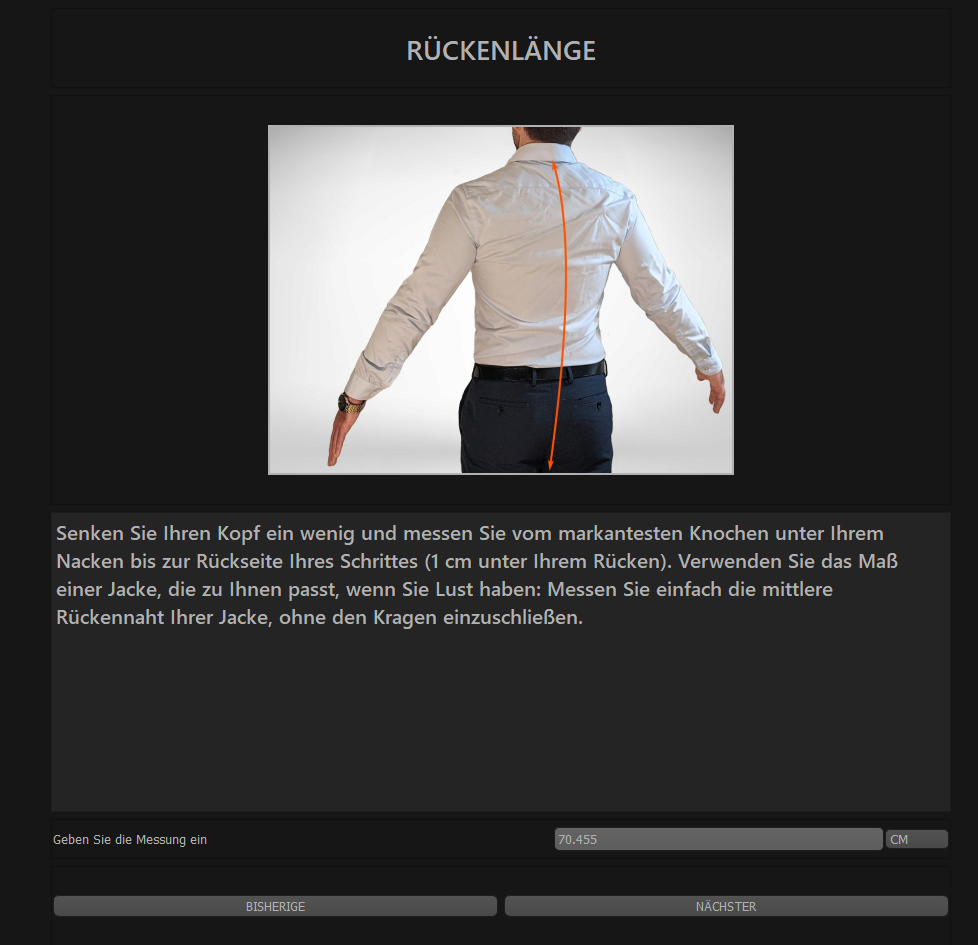 RÜCKENLÄNGE
Senken Sie Ihren Kopf ein wenig und messen Sie vom markantesten Knochen unter Ihrem
Nacken bis zur Rückseite Ihres Schrittes (1 cm unter Ihrem Rücken). Verwenden Sie das Maß
einer Jacke, die zu Ihnen passt, wenn Sie Lust haben: Messen Sie einfach die mittlere
Rückennaht Ihrer Jacke, ohne den Kragen einzuschließen.
Geben Sie die Messung ein 70.455 CM
BISHERIGE NÄCHSTER